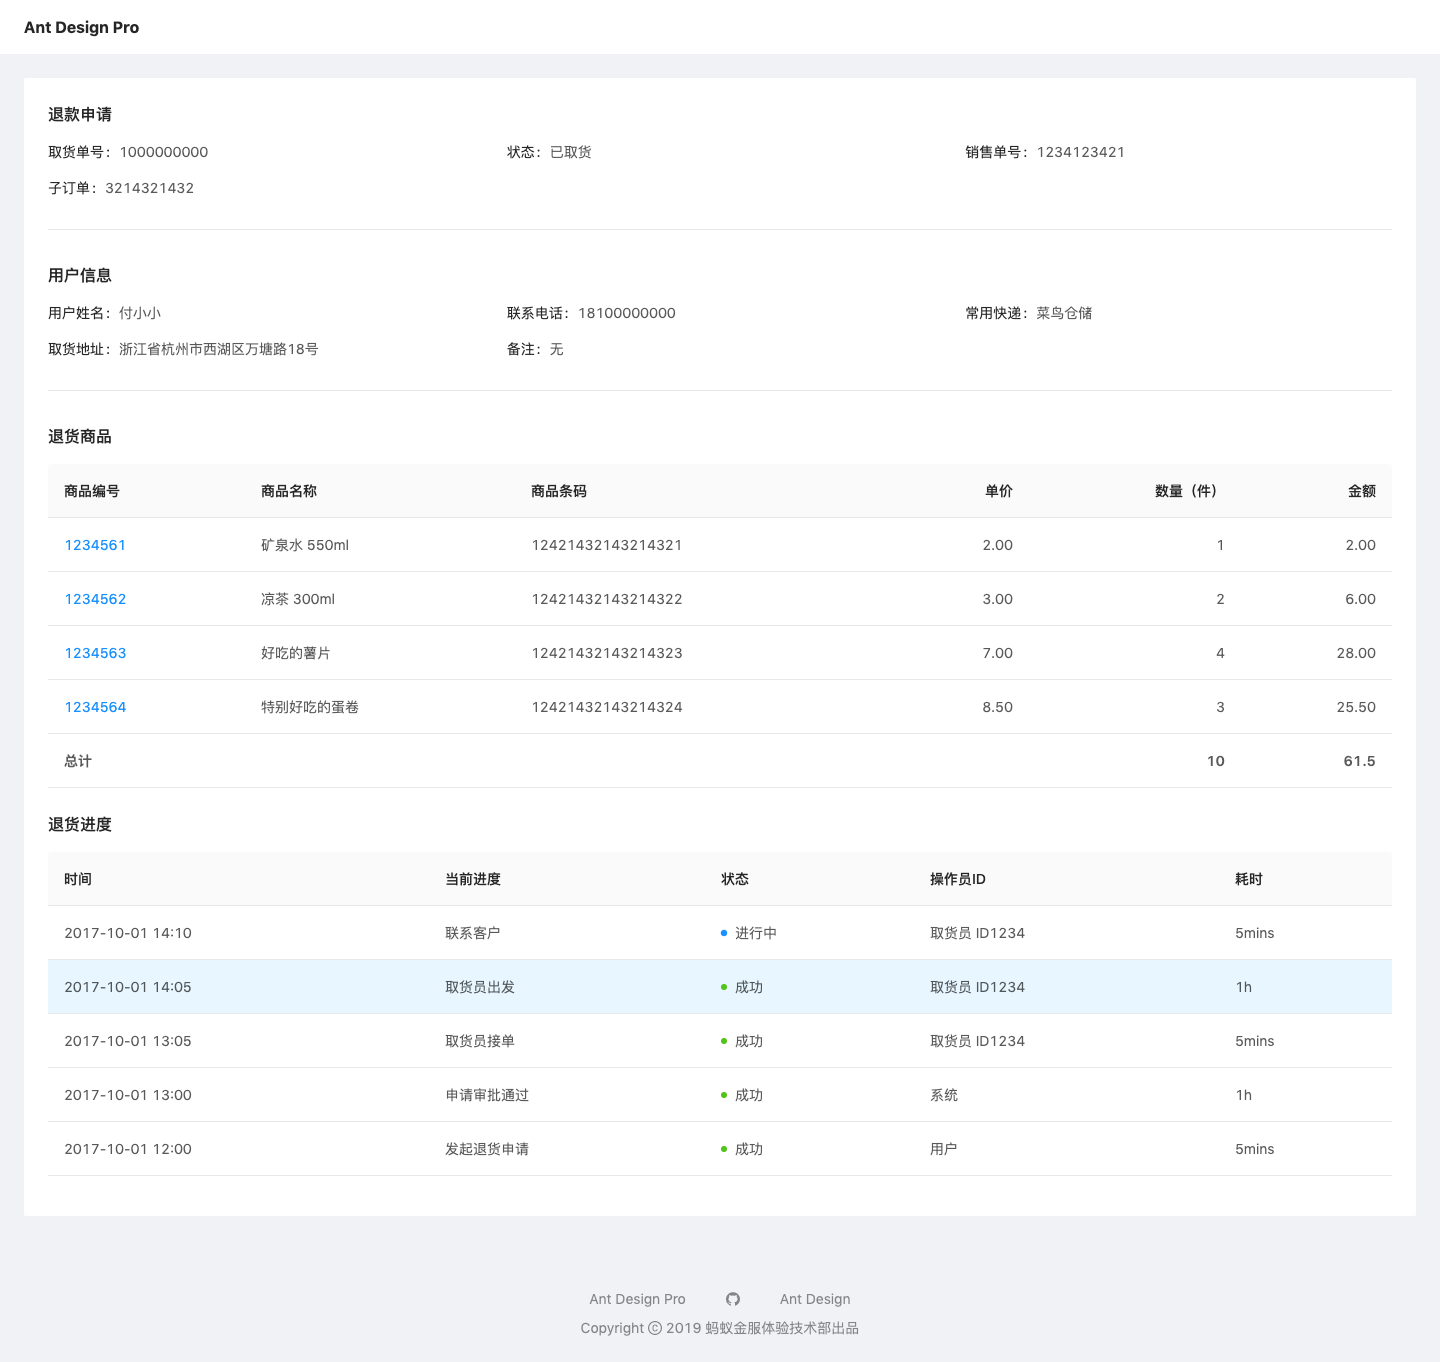 Ant Design Pro
退款申请
取货单号：1000000000 状态：已取货 销售单号：1234123421
子订单：3214321432
用户信息
用户姓名：付小小 联系电话：18100000000 常用快递：菜鸟仓储
取货地址：浙江省杭州市西湖区万塘路18号 备注：无
退货商品
商品编号 商品名称 商品条码 单价 数量（件） 金额
1234561 矿泉水 550ml 12421432143214321 2.00 1 2.00
1234562 凉茶 300ml 12421432143214322 3.00 2 6.00
1234563 好吃的薯片 12421432143214323 7.00 4 28.00
1234564 特别好吃的蛋卷 12421432143214324 8.50 3 25.50
总计 10 61.5
退货进度
时间 当前进度 状态 操作员ID 耗时
2017-10-01 14:10 联系客户 进行中 取货员 ID1234 5mins
2017-10-01 14:05 取货员出发 成功 取货员 ID1234 1h
2017-10-01 13:05 取货员接单 成功 取货员 ID1234 5mins
2017-10-01 13:00 申请审批通过 成功 系统 1h
2017-10-01 12:00 发起退货申请 成功 用户 5mins
Ant Design Pro Ant Design
Copyright © 2019 蚂蚁金服体验技术部出品